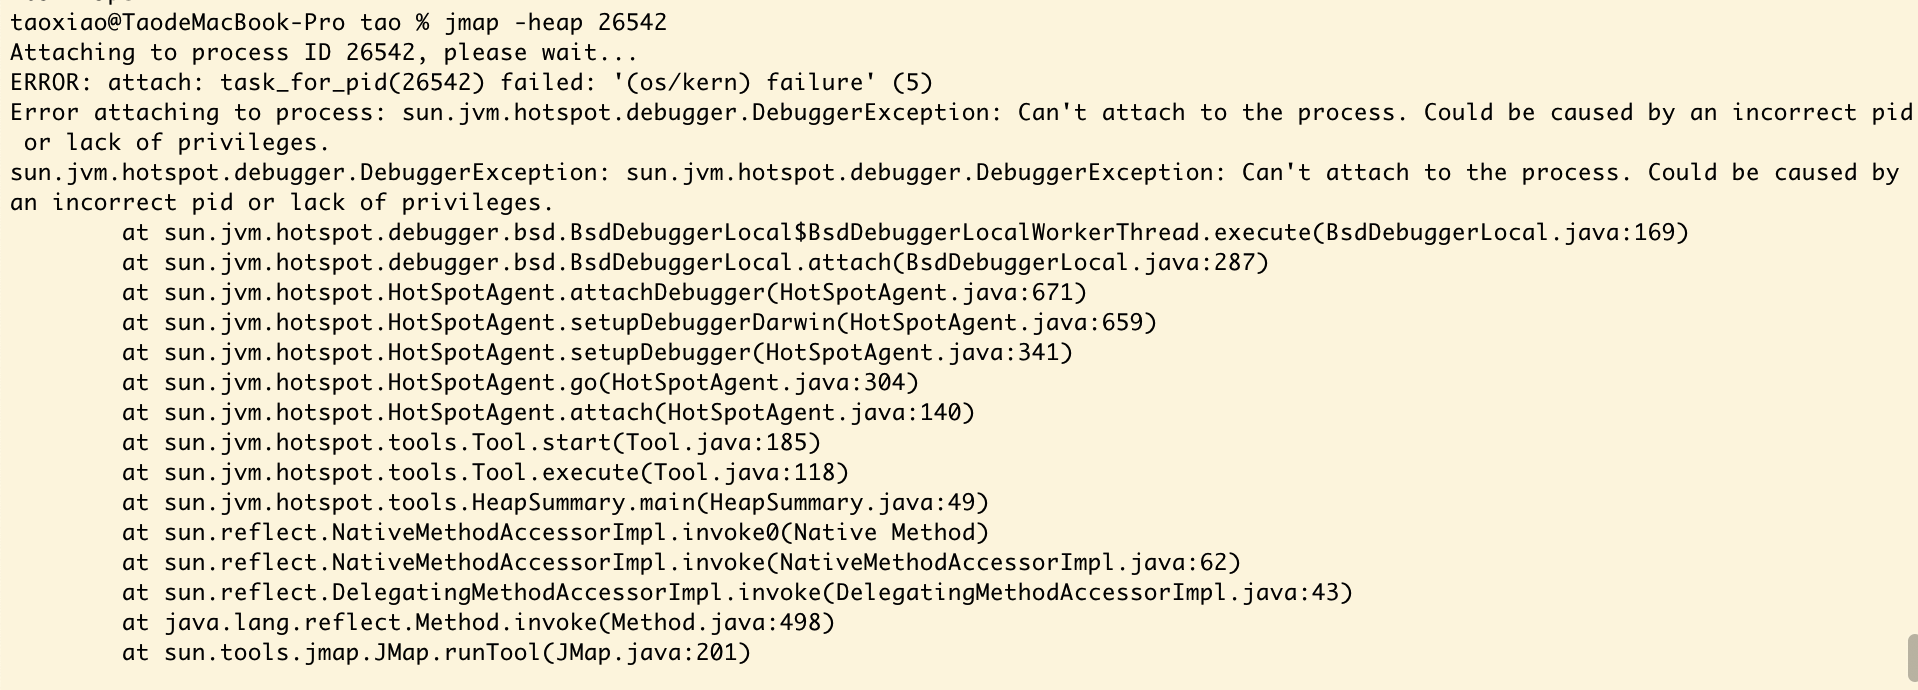 taoxiao@TaodeMacBook-Pro tao % jmap -heap 26542
Attaching to process ID 26542, please wait...
ERROR: attach: task_for_pid(26542) failed: '(os/kern) failure' (5)
Error attaching to process: sun.jvm.hotspot.debugger.DebuggerException: Can't attach to the process. Could be caused by an incorrect pid
 or lack of privileges.
sun.jvm.hotspot.debugger.DebuggerException: sun.jvm.hotspot.debugger.DebuggerException: Can't attach to the process. Could be caused by
an incorrect pid or lack of privileges.
        at sun.jvm.hotspot.debugger.bsd.BsdDebuggerLocal$BsdDebuggerLocalWorkerThread.execute(BsdDebuggerLocal.java:169)
        at sun.jvm.hotspot.debugger.bsd.BsdDebuggerLocal.attach(BsdDebuggerLocal.java:287)
        at sun.jvm.hotspot.HotSpotAgent.attachDebugger(HotSpotAgent.java:671)
        at sun.jvm.hotspot.HotSpotAgent.setupDebuggerDarwin(HotSpotAgent.java:659)
        at sun.jvm.hotspot.HotSpotAgent.setupDebugger(HotSpotAgent.java:341)
        at sun.jvm.hotspot.HotSpotAgent.go(HotSpotAgent.java:304)
        at sun.jvm.hotspot.HotSpotAgent.attach(HotSpotAgent.java:140)
        at sun.jvm.hotspot.tools.Tool.start(Tool.java:185)
        at sun.jvm.hotspot.tools.Tool.execute(Tool.java:118)
        at sun.jvm.hotspot.tools.HeapSummary.main(HeapSummary.java:49)
        at sun.reflect.NativeMethodAccessorImpl.invoke0(Native Method)
        at sun.reflect.NativeMethodAccessorImpl.invoke(NativeMethodAccessorImpl.java:62)
        at sun.reflect.DelegatingMethodAccessorImpl.invoke(DelegatingMethodAccessorImpl.java:43)
        at java.lang.reflect.Method.invoke(Method.java:498)
        at sun.tools.jmap.JMap.runTool(JMap.java:201)